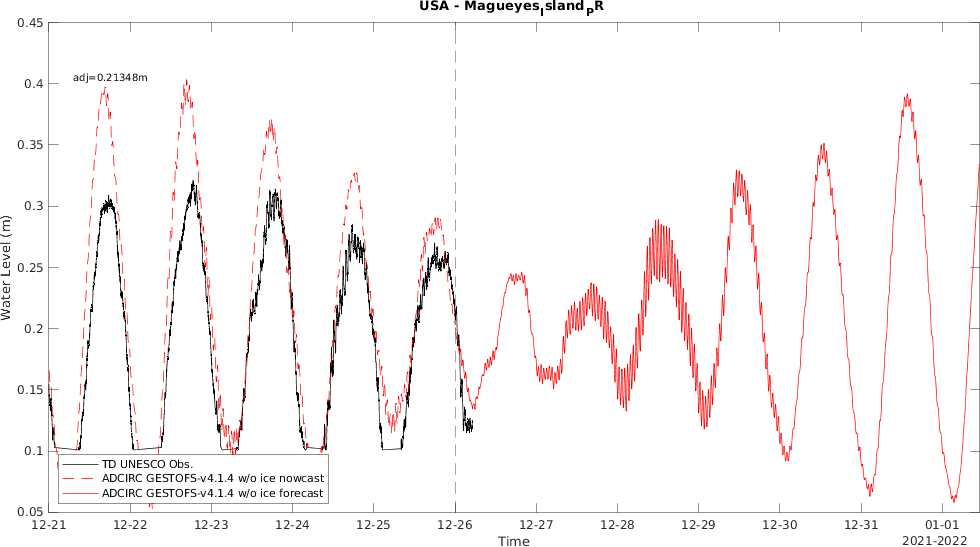 USA - Magueyes Island PR
0.45
0.4
0.35
0.3
0.25
0.2
0.15
0.1
0.05
Water Level (m)
adj=0.21348m
TD UNESCO Obs.
ADCIRC GESTOFS-v4.1.4 w/o ice nowcast
ADCIRC GESTOFS-v4.1.4 w/o ice forecast
12-21 12-22 12-23 12-24 12-25 12-26 12-27 12-28 12-29 12-30 12-31 01-01
Time
2021-2022